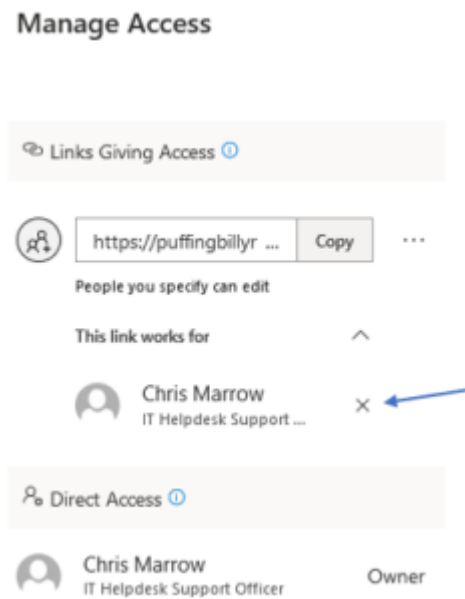 Manage Access
Links Giving Access
https://puffingbillyr ... Copy ...
People you specify can edit
This link works for
Chris Marrow
IT Helpdesk Support ...
Direct Access
Chris Marrow
Owner
IT Helpdesk Support Officer